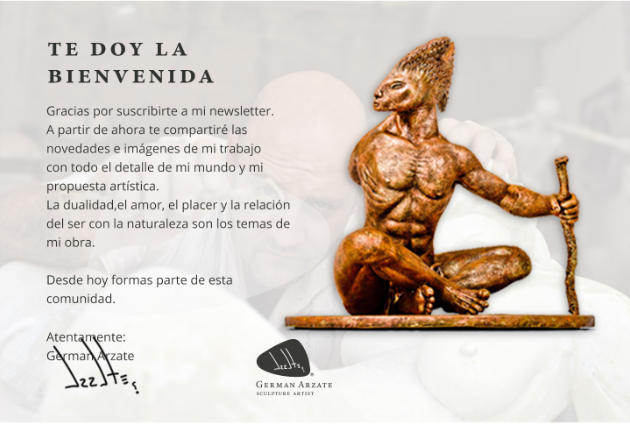 TE DOY LA
BIENVENIDA
Gracias por suscribirte a mi newsletter.
A partir de ahora te compartiré las
novedades e imágenes de mi trabajo
con todo el detalle de mi mundo y mi
propuesta artística.
La dualidad,el amor, el placer y la relación
del ser con la naturaleza son los temas de
mi obra.
Desde hoy formas parte de esta
comunidad.
Atentamente:
German Arzate
®
GERMAN ARZATE
SCULPTURE ARTIST